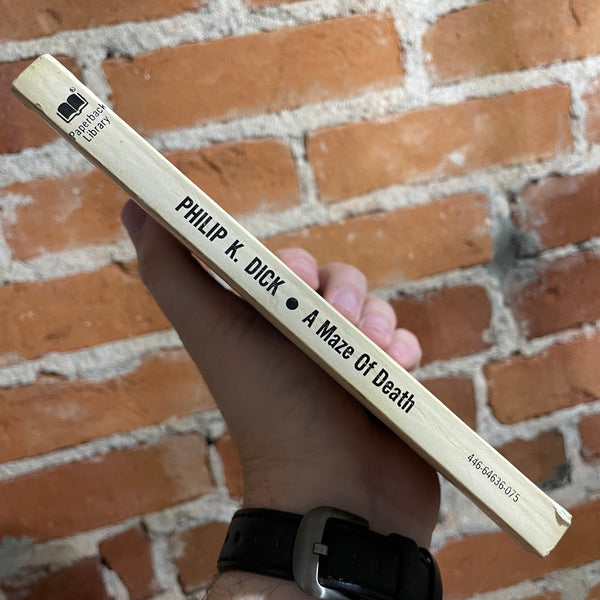 Paperback
Library
PHILIP K. DICK • A Maze Of Death
446-64636-075